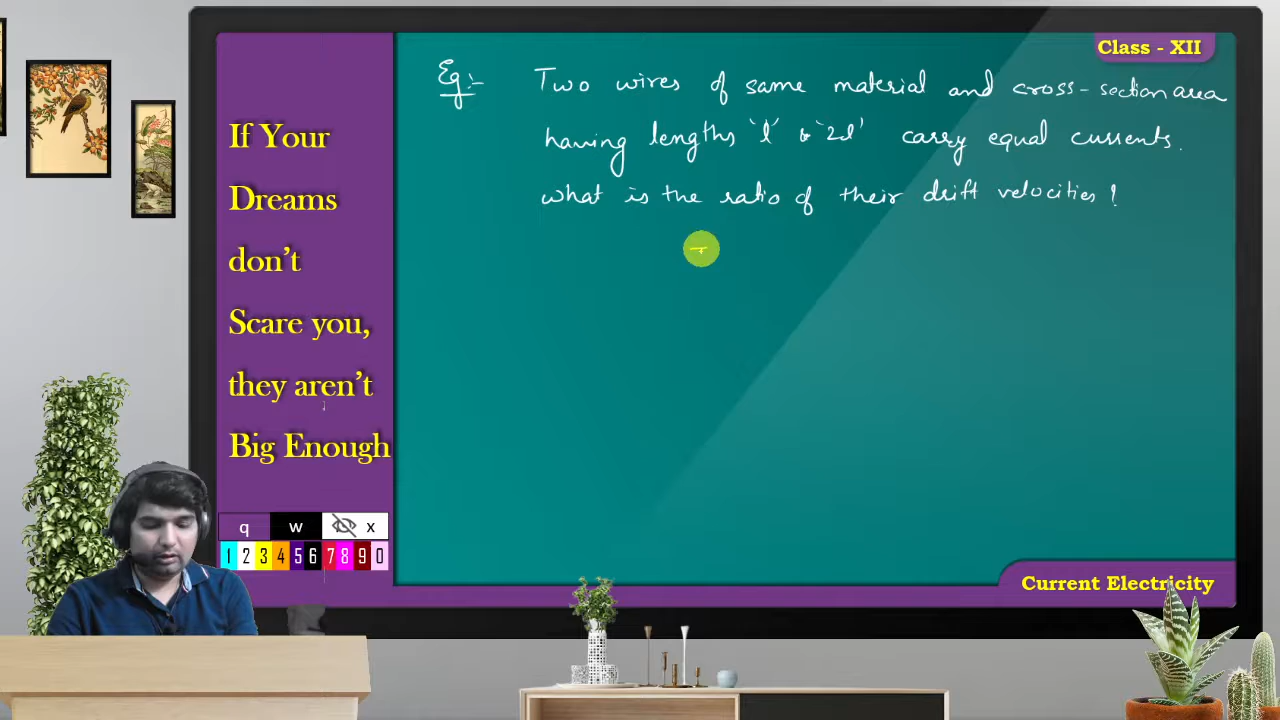 Class - XII
If Your
Dreams
don't
Scare you,
they aren't
Big Enough
Eg:-
Two wires of same material and cross-section area
having lengths 'l' & '2l' carry equal currents.
what is the ratio of their drift velocities?
q w x
1 2 3 4 5 6 7 8 9 0
Current Electricity